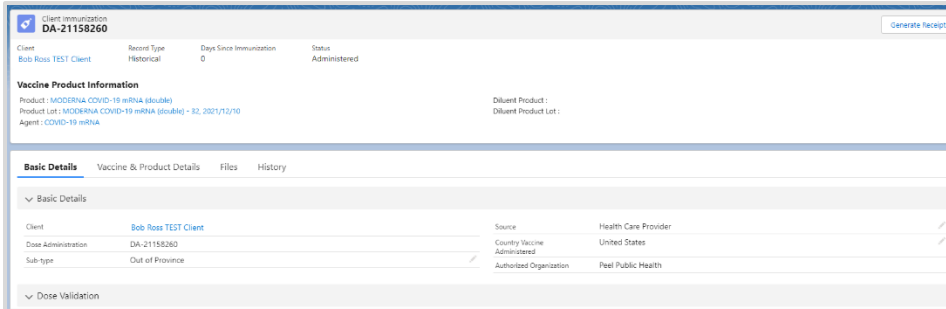 Client Immunization
DA-21158260
Generate Receipt
Client Record Type Days Since Immunization Status
Bob Ross TEST Client Historical 0 Administered
Vaccine Product Information
Product : MODERNA COVID-19 mRNA (double) Diluent Product :
Product Lot : MODERNA COVID-19 mRNA (double) - 32, 2021/12/10 Diluent Product Lot :
Agent : COVID-19 mRNA
Basic Details Vaccine & Product Details Files History
Basic Details
Client Bob Ross TEST Client Source Health Care Provider
Dose Administration DA-21158260 Country Vaccine Administered United States
Sub-type Out of Province Authorized Organization Peel Public Health
Dose Validation